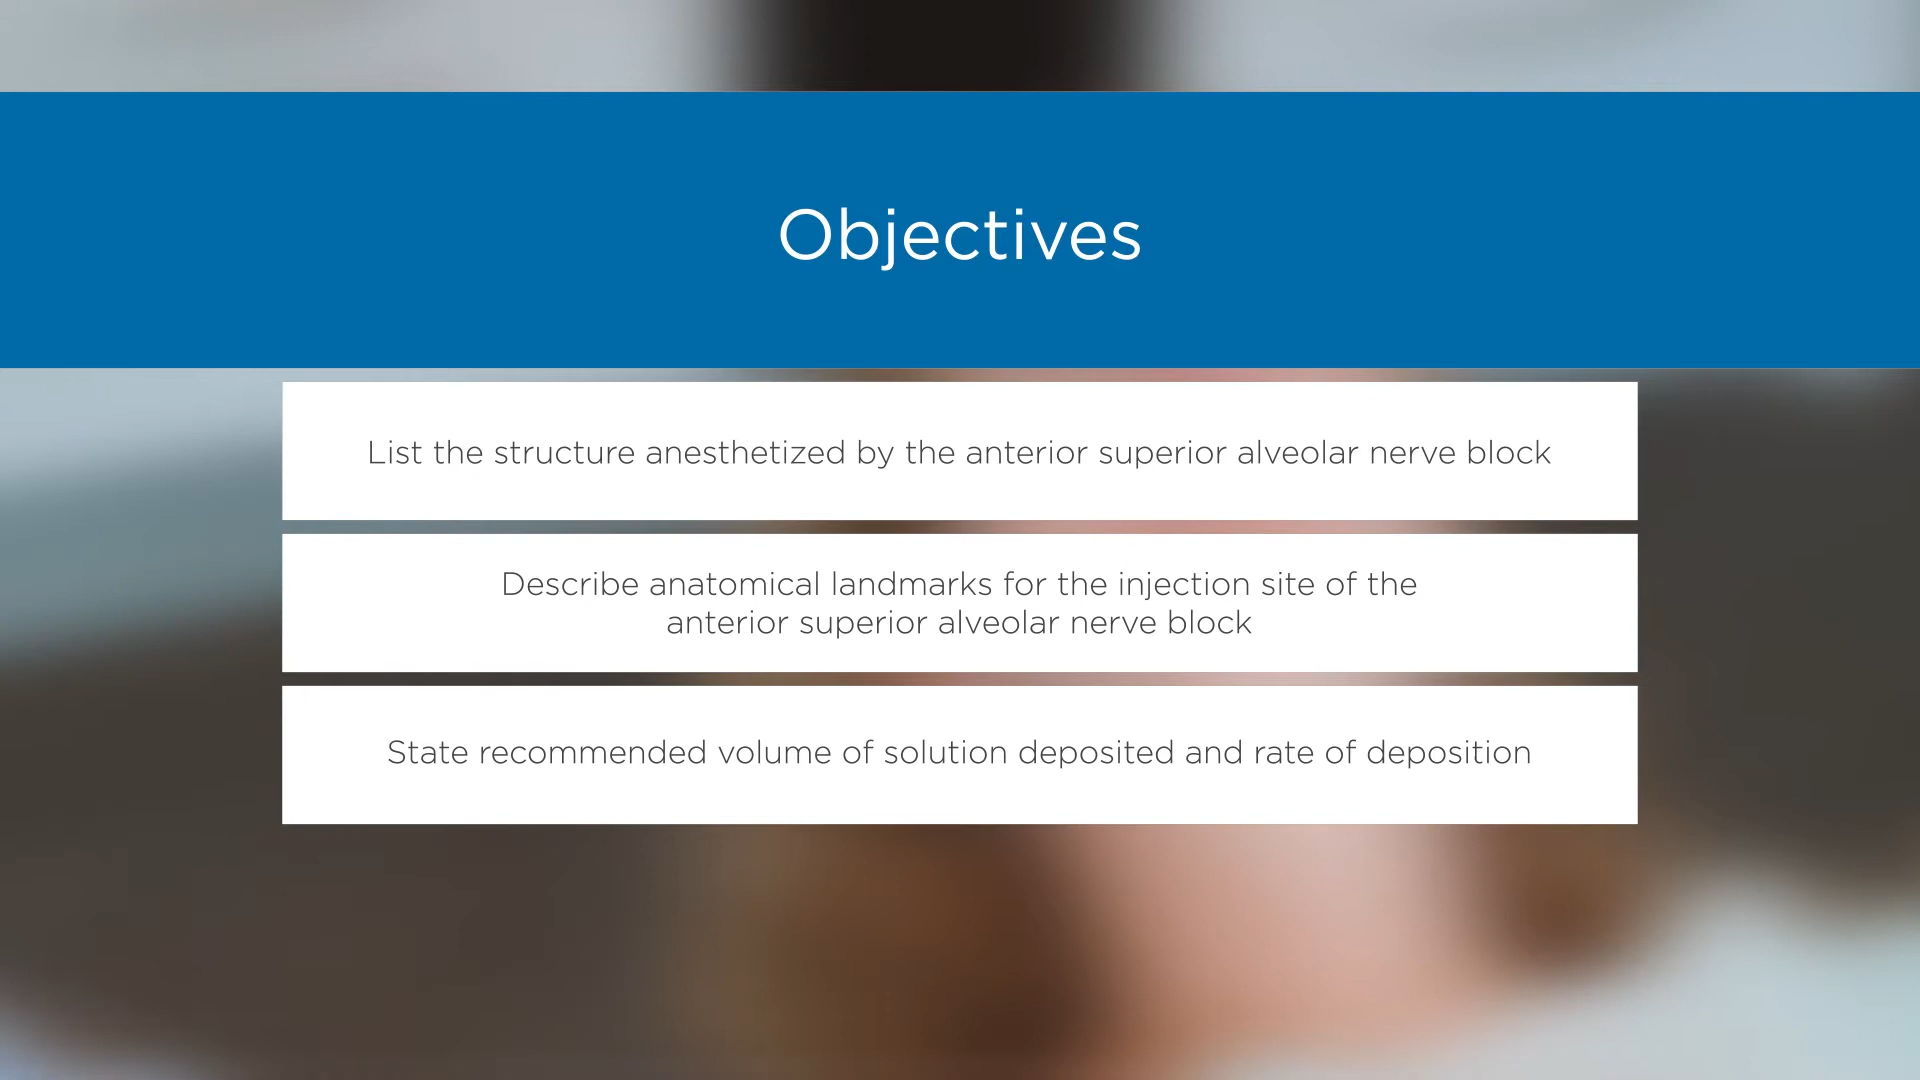 Objectives
List the structure anesthetized by the anterior superior alveolar nerve block
Describe anatomical landmarks for the injection site of the
anterior superior alveolar nerve block
State recommended volume of solution deposited and rate of deposition